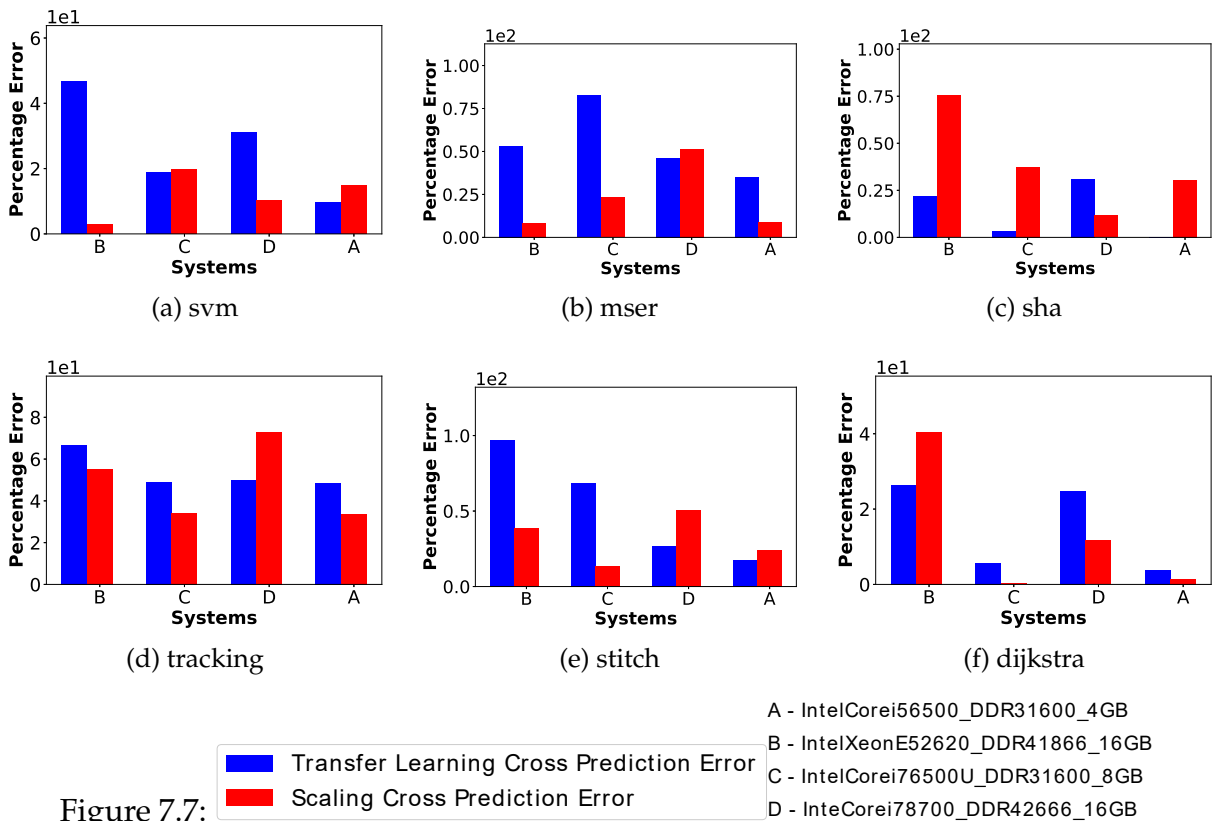 1e1
6
4
2
0
Percentage Error
B C D A
Systems
(a) svm
1e2
1.00
0.75
0.50
0.25
0.00
Percentage Error
B C D A
Systems
(b) mser
1e2
1.00
0.75
0.50
0.25
0.00
Percentage Error
B C D A
Systems
(c) sha
1e1
8
6
4
2
0
Percentage Error
B C D A
Systems
(d) tracking
1e2
1.0
0.5
0.0
Percentage Error
B C D A
Systems
(e) stitch
1e1
4
2
0
Percentage Error
B C D A
Systems
(f) dijkstra
Figure 7.7:
Transfer Learning Cross Prediction Error
Scaling Cross Prediction Error
A - IntelCorei56500_DDR31600_4GB
B - IntelXeonE52620_DDR41866_16GB
C - IntelCorei76500U_DDR31600_8GB
D - InteCorei78700_DDR42666_16GB